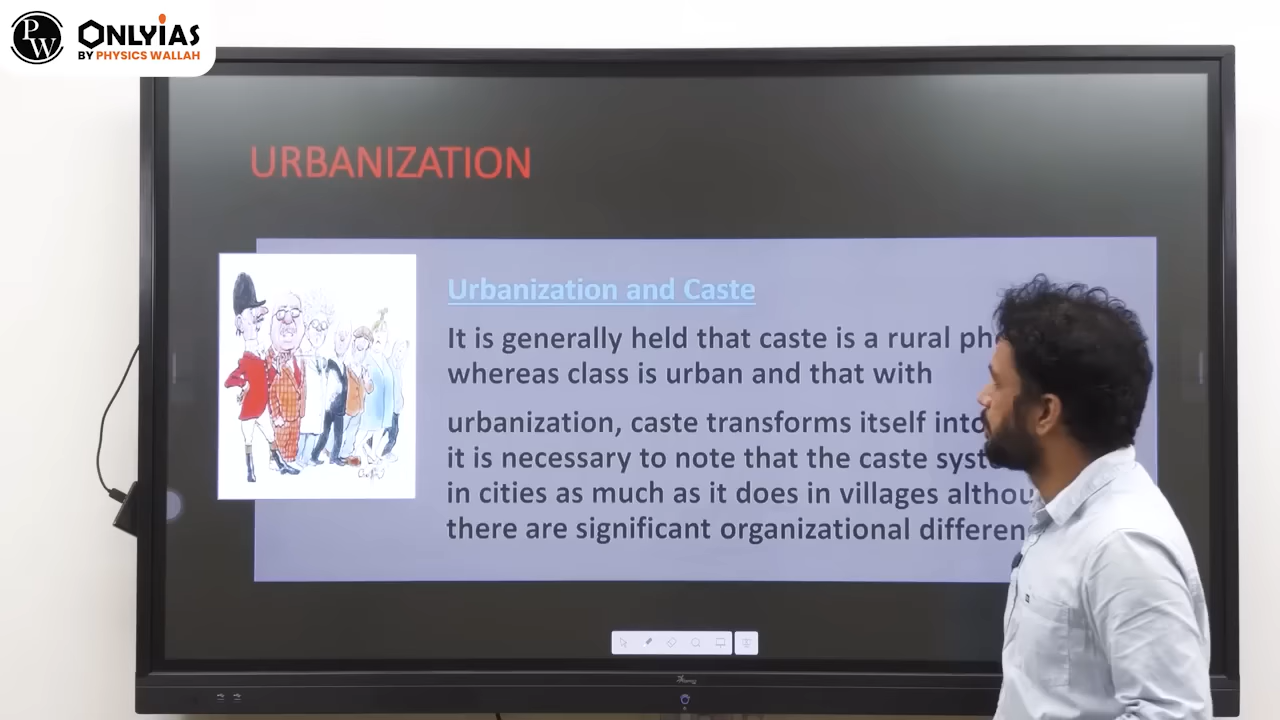 PW
ONLYIAS
BY PHYSICS WALLAH
URBANIZATION
Urbanization and Caste
It is generally held that caste is a rural
whereas class is urban and that with
urbanization, caste transforms itself into
it is necessary to note that the caste
in cities as much as it does in villages
there are significant organizational